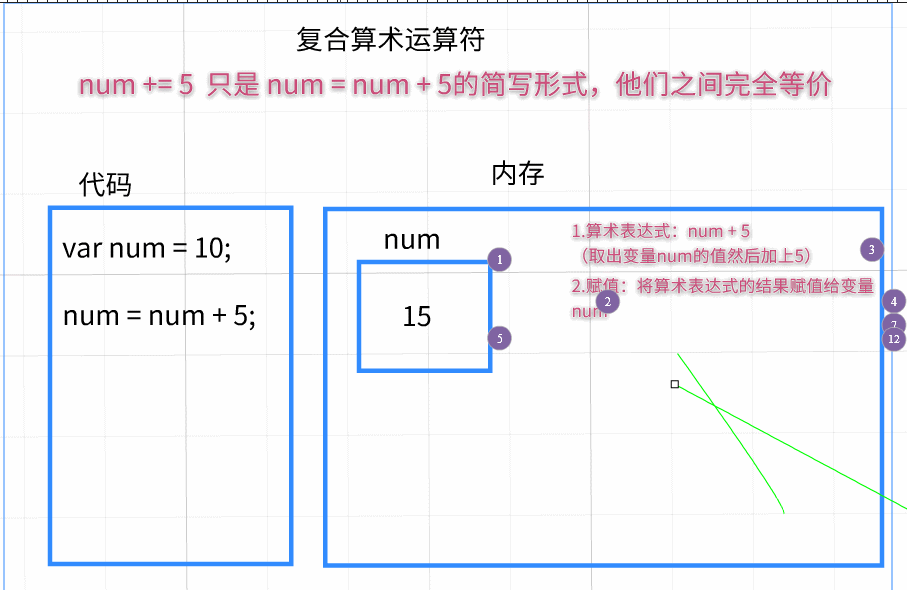 复合算术运算符
num += 5 只是 num = num + 5的简写形式，他们之间完全等价
代码
内存
var num = 10;
num = num + 5;
num
15
1.算术表达式：num + 5
（取出变量num的值然后加上5）
2.赋值：将算术表达式的结果赋值给变量
num
1
2
3
4
5
7
12